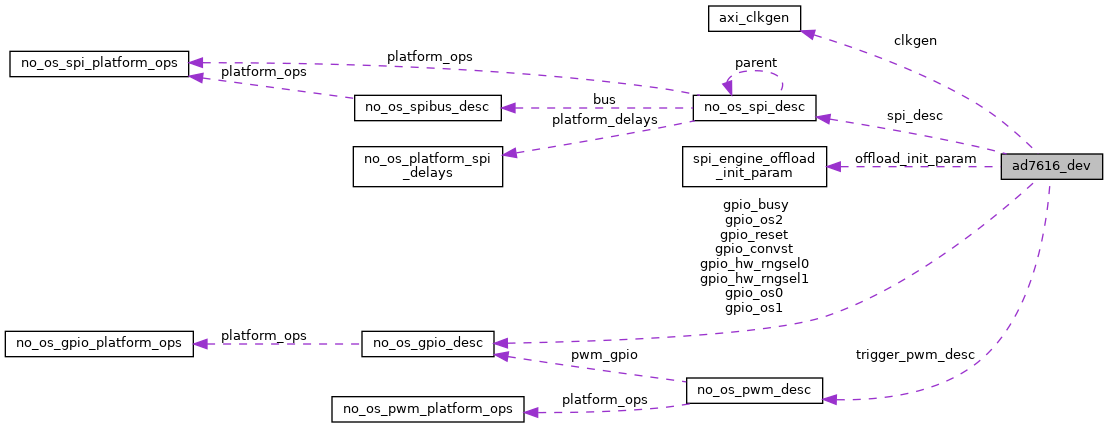 axi_clkgen
clkgen
platform_ops
no_os_spi_platform_ops
parent
platform_ops
bus
no_os_spibus_desc
no_os_spi_desc
spi_desc
platform_delays
no_os_platform_spi
_delays
spi_engine_offload
_init_param
offload_init_param
ad7616_dev
gpio_busy
gpio_os2
gpio_reset
gpio_convst
gpio_hw_rngsel0
gpio_hw_rngsel1
gpio_os0
gpio_os1
platform_ops
no_os_gpio_platform_ops
no_os_gpio_desc
pwm_gpio
trigger_pwm_desc
no_os_pwm_desc
platform_ops
no_os_pwm_platform_ops